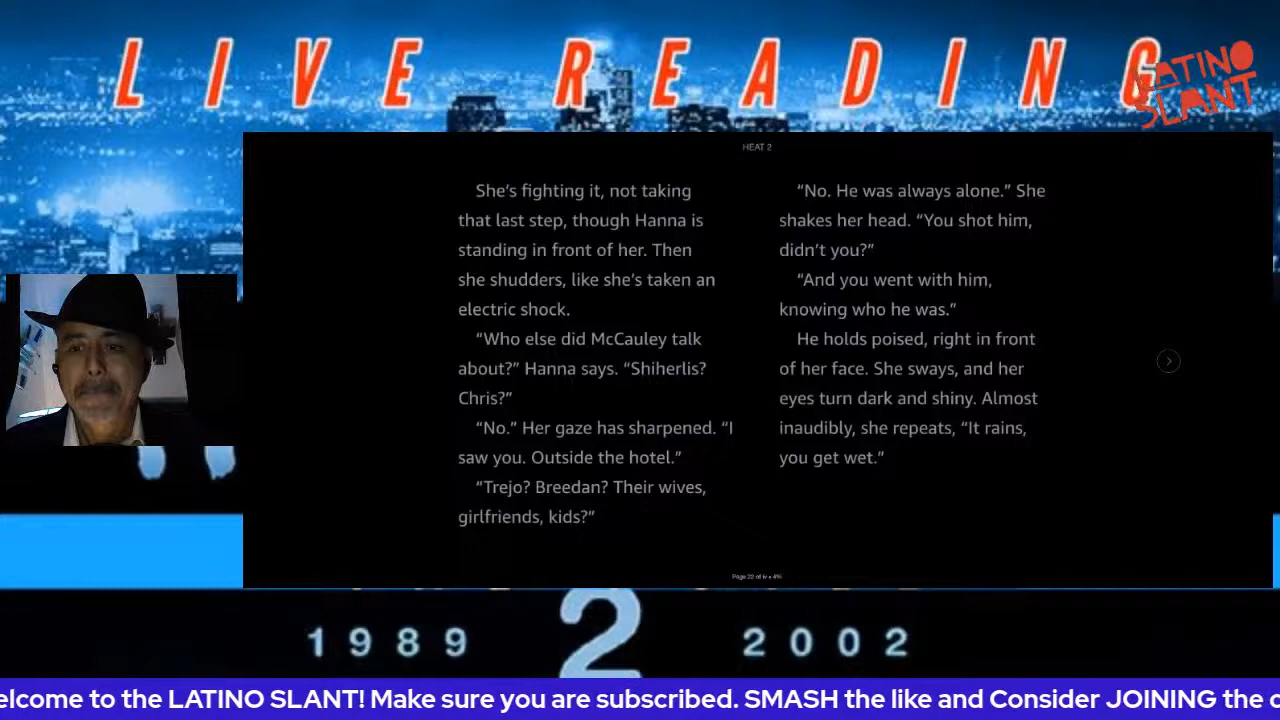 LIVE READING
LATINO
SLANT
HEAT 2
She’s fighting it, not taking
that last step, though Hanna is
standing in front of her. Then
she shudders, like she’s taken an
electric shock.
“Who else did McCauley talk
about?” Hanna says. “Shiherlis?
Chris?”
“No.” Her gaze has sharpened. “I
saw you. Outside the hotel.”
“Trejo? Breedan? Their wives,
girlfriends, kids?”
“No. He was always alone.” She
shakes her head. “You shot him,
didn’t you?”
“And you went with him,
knowing who he was.”
He holds poised, right in front
of her face. She sways, and her
eyes turn dark and shiny. Almost
inaudibly, she repeats, “It rains,
you get wet.”
Page 22 of iv • 4%
1989 2 2002
elcome to the LATINO SLANT! Make sure you are subscribed. SMASH the like and Consider JOINING the c